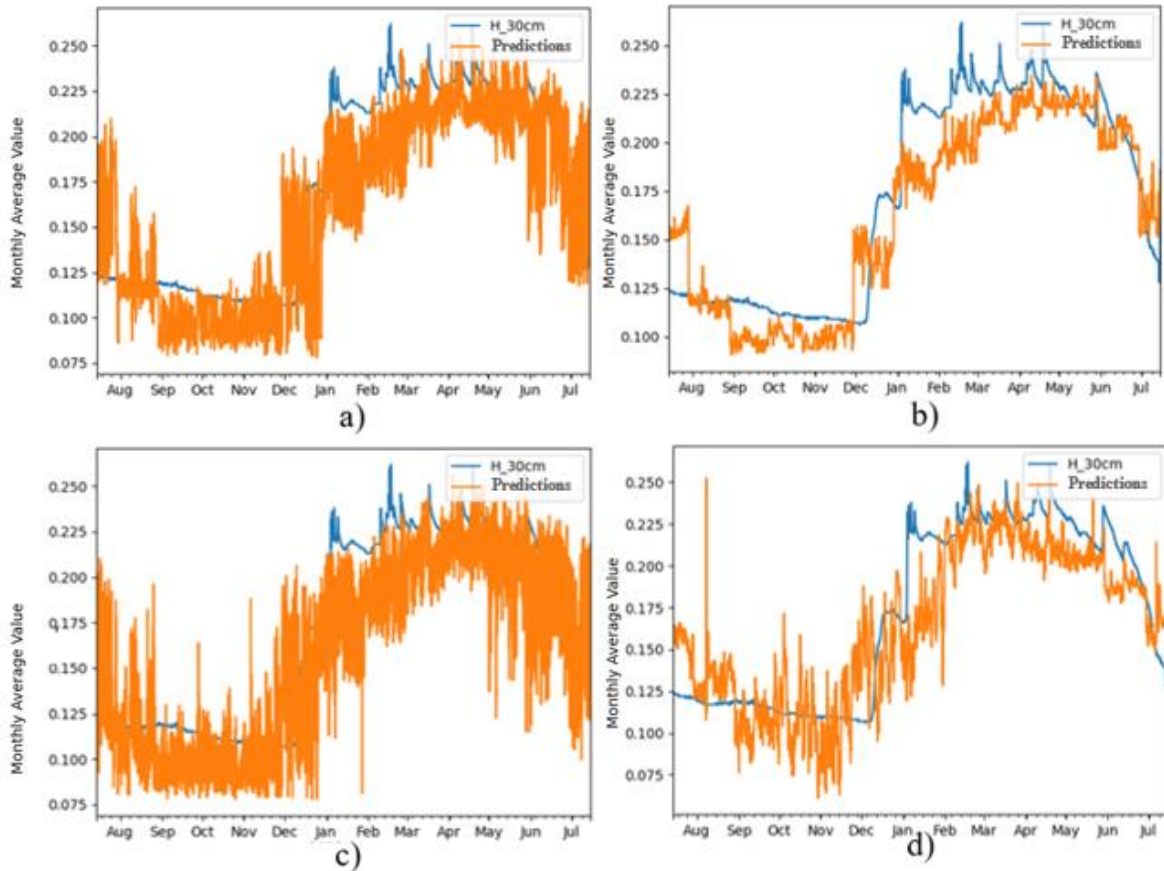 H_30cm
Predictions
Monthly Average Value
0.250
0.225
0.200
0.175
0.150
0.125
0.100
0.075
Aug Sep Oct Nov Dec Jan Feb Mar Apr May Jun Jul
a)
H_30cm
Predictions
Monthly Average Value
0.250
0.225
0.200
0.175
0.150
0.125
0.100
Aug Sep Oct Nov Dec Jan Feb Mar Apr May Jun Jul
b)
H_30cm
Predictions
Monthly Average Value
0.250
0.225
0.200
0.175
0.150
0.125
0.100
0.075
Aug Sep Oct Nov Dec Jan Feb Mar Apr May Jun Jul
c)
H_30cm
Predictions
Monthly Average Value
0.250
0.225
0.200
0.175
0.150
0.125
0.100
0.075
Aug Sep Oct Nov Dec Jan Feb Mar Apr May Jun Jul
d)